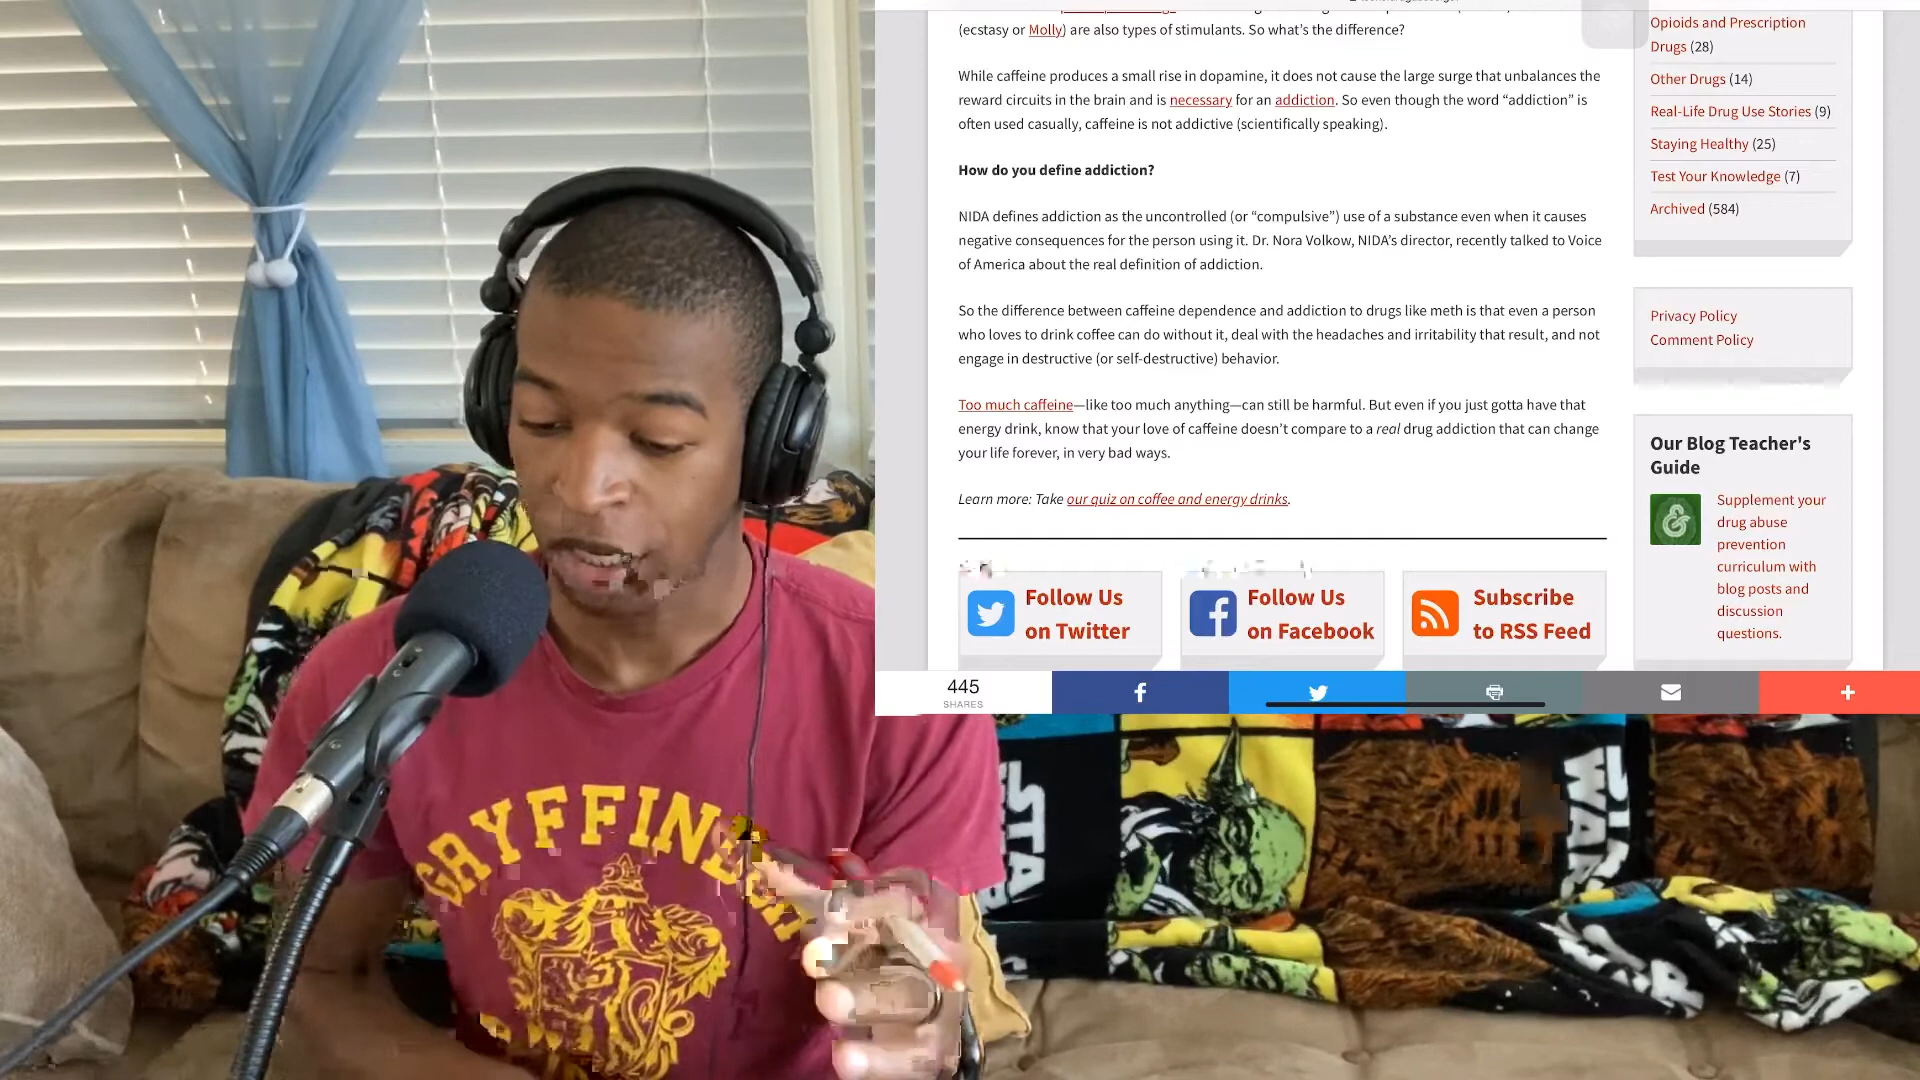 (ecstasy or Molly) are also types of stimulants. So what's the difference?
While caffeine produces a small rise in dopamine, it does not cause the large surge that unbalances the
reward circuits in the brain and is necessary for an addiction. So even though the word “addiction” is
often used casually, caffeine is not addictive (scientifically speaking).
How do you define addiction?
NIDA defines addiction as the uncontrolled (or “compulsive”) use of a substance even when it causes
negative consequences for the person using it. Dr. Nora Volkow, NIDA’s director, recently talked to Voice
of America about the real definition of addiction.
So the difference between caffeine dependence and addiction to drugs like meth is that even a person
who loves to drink coffee can do without it, deal with the headaches and irritability that result, and not
engage in destructive (or self-destructive) behavior.
Too much caffeine—like too much anything—can still be harmful. But even if you just gotta have that
energy drink, know that your love of caffeine doesn’t compare to a real drug addiction that can change
your life forever, in very bad ways.
Learn more: Take our quiz on coffee and energy drinks.
Follow Us
on Twitter
Follow Us
on Facebook
Subscribe
to RSS Feed
Opioids and Prescription
Drugs (28)
Other Drugs (14)
Real-Life Drug Use Stories (9)
Staying Healthy (25)
Test Your Knowledge (7)
Archived (584)
Privacy Policy
Comment Policy
Our Blog Teacher's
Guide
Supplement your
drug abuse
prevention
curriculum with
blog posts and
discussion
questions.
445
SHARES
STAR
WARS